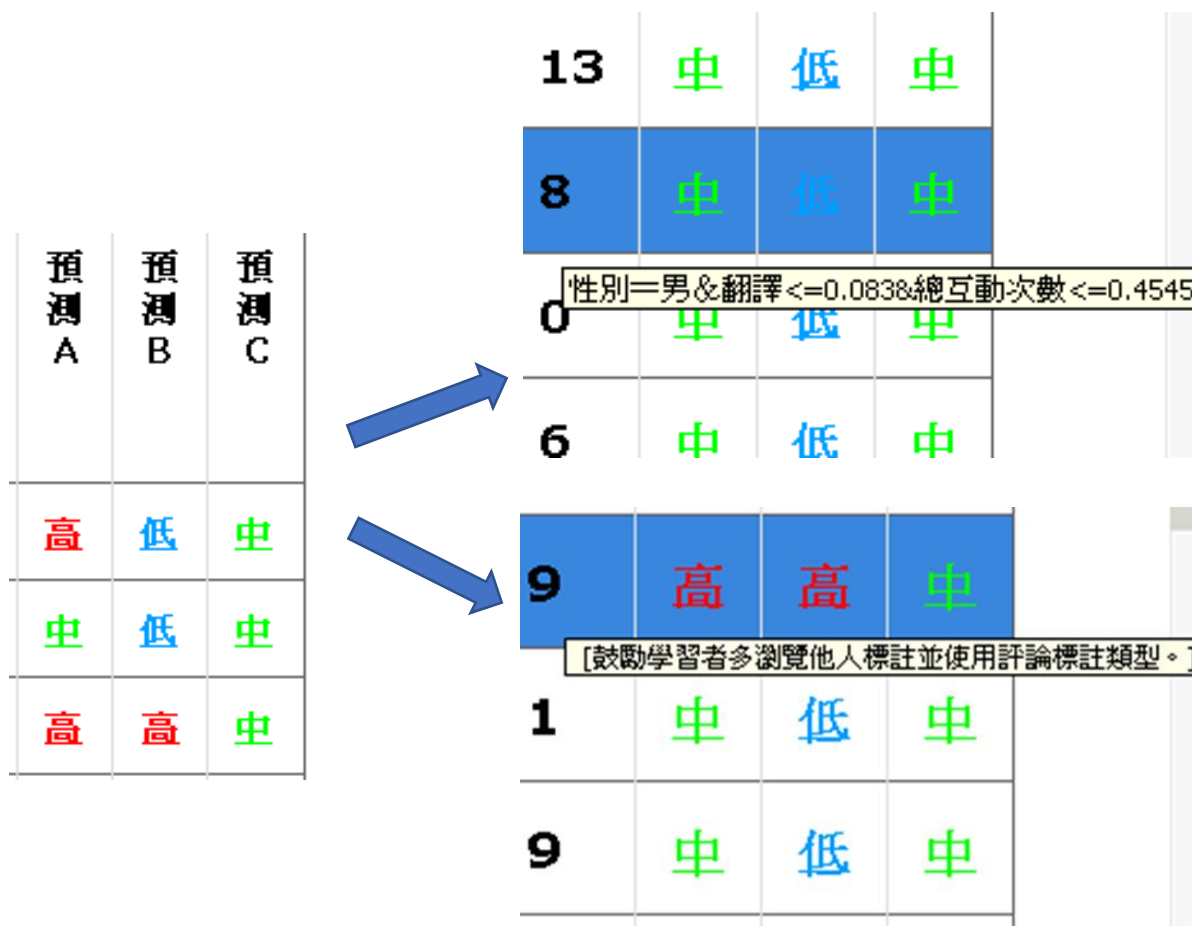 預測A 預測B 預測C
高 低 中
中 低 中
高 高 中
13 中 低 中
8 中 低 中
性別＝男&翻譯<=0.083&總互動次數<=0.4545
0 中 低 中
6 中 低 中
9 高 高 中
[鼓勵學習者多瀏覽他人標註並使用評論標註類型。]
1 中 低 中
9 中 低 中